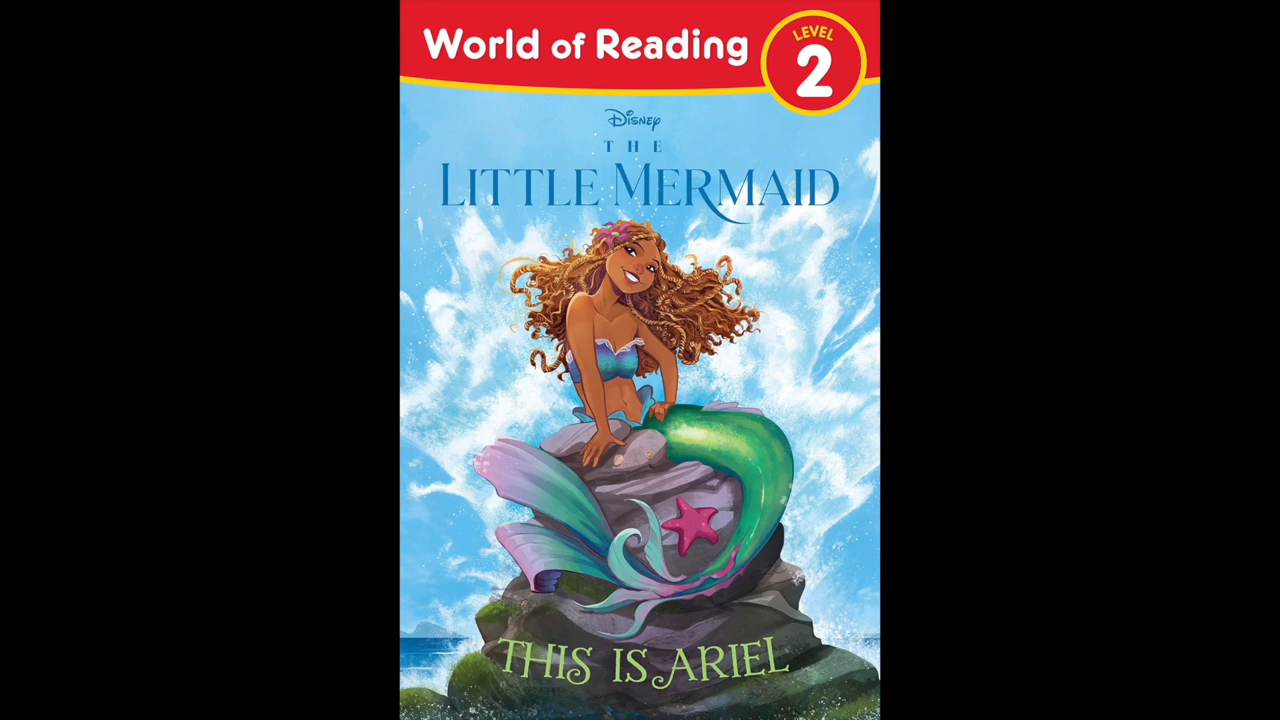 World of Reading
LEVEL
2
Disney
THE
LITTLE MERMAID
THIS IS ARIEL